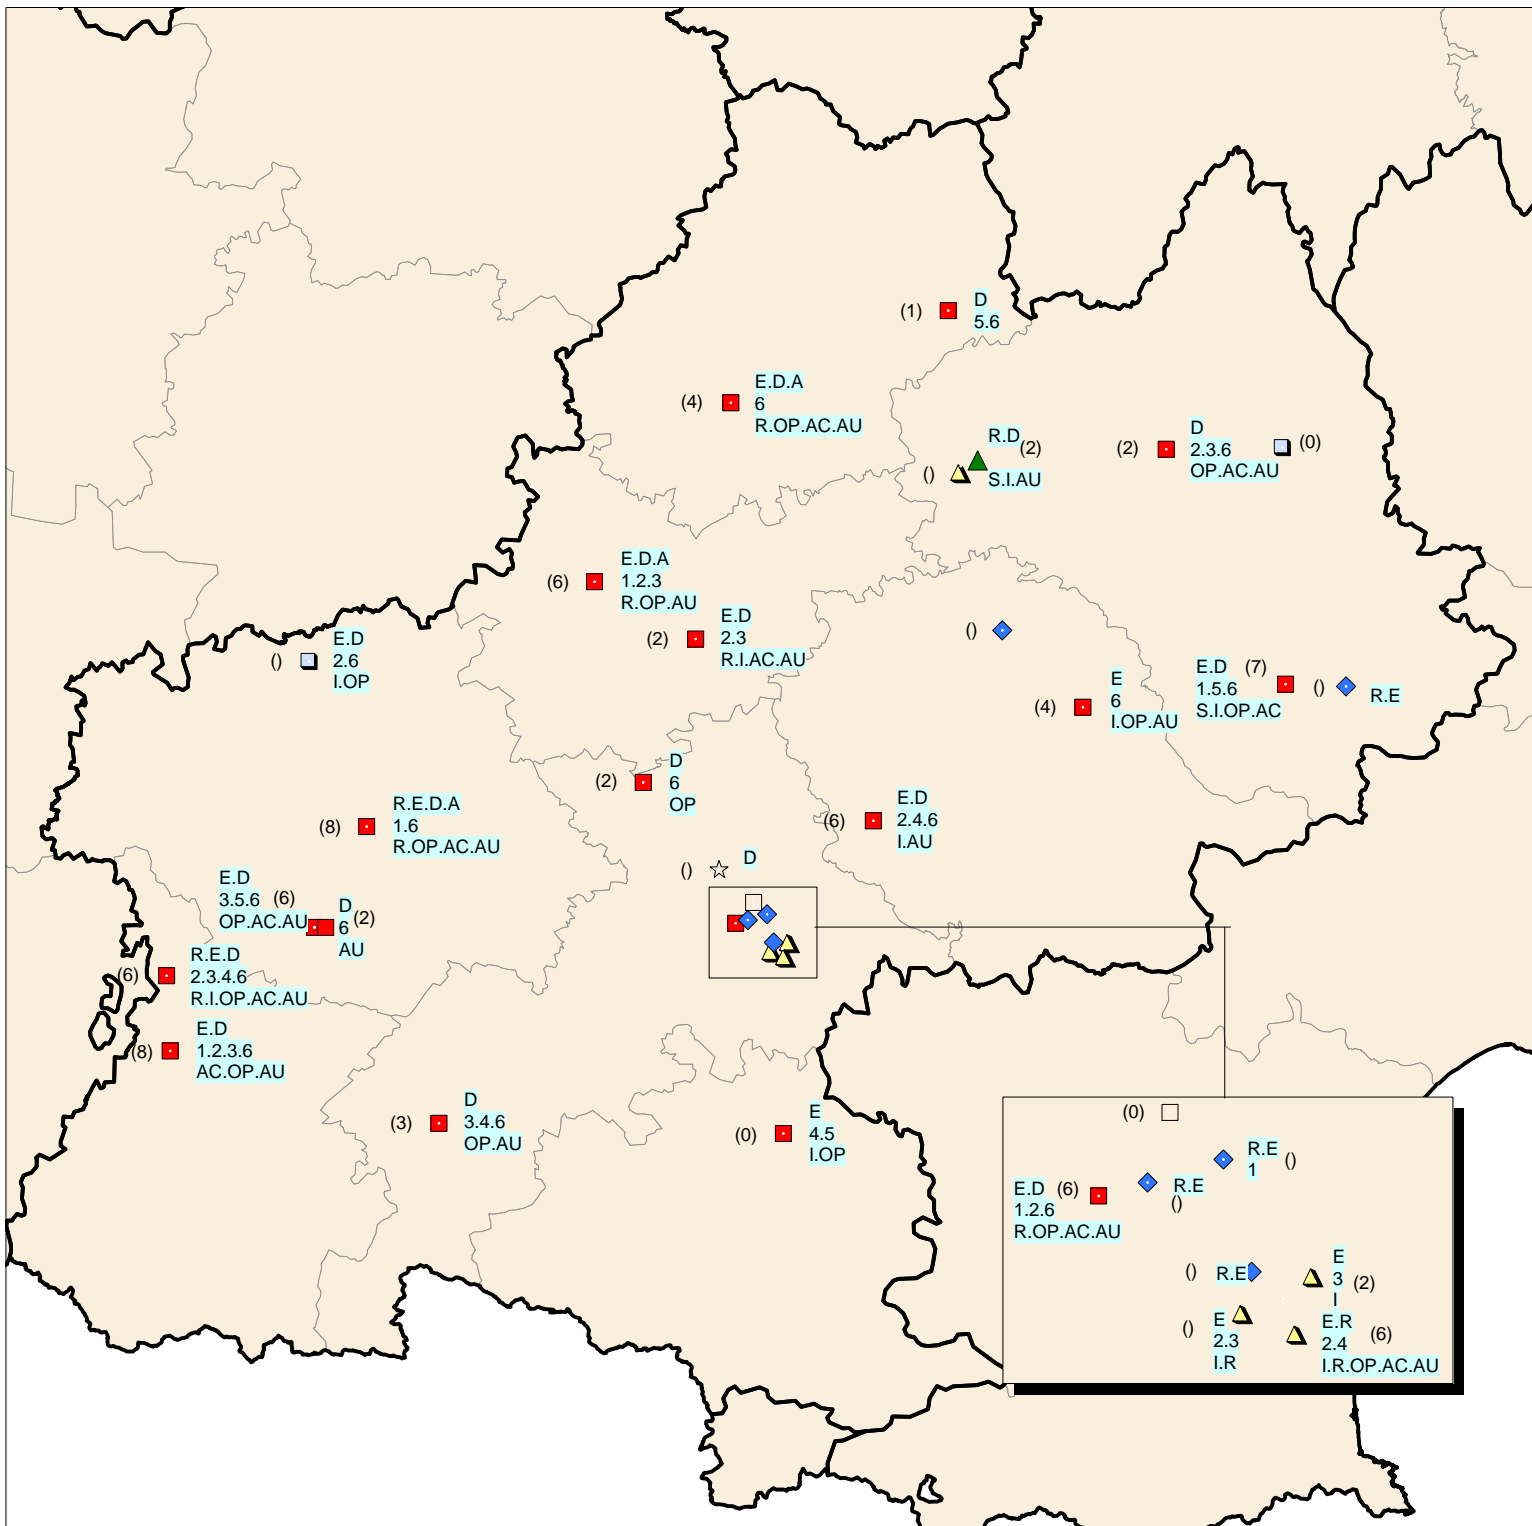 (1)
D
5.6
(4)
E.D.A
6
R.OP.AC.AU
R.D
(2)
()
S.I.AU
(2)
D
2.3.6
OP.AC.AU
(0)
(6)
E.D.A
1.2.3
R.OP.AU
(2)
E.D
2.3
R.I.AC.AU
()
()
E.D
2.6
I.OP
(4)
E
6
I.OP.AU
E.D
(7)
1.5.6
S.I.OP.AC
()
R.E
(2)
D
6
OP
(8)
R.E.D.A
1.6
R.OP.AC.AU
(6)
E.D
2.4.6
I.AU
()
D
E.D
3.5.6
(6)
OP.AC.AU
D
6
(2)
AU
(6)
R.E.D
2.3.4.6
R.I.OP.AC.AU
(8)
E.D
1.2.3.6
AC.OP.AU
(3)
D
3.4.6
OP.AU
(0)
E
4.5
I.OP
(0)
R.E
1
()
R.E
()
E.D
(6)
1.2.6
R.OP.AC.AU
()
R.E
E
3
(2)
I
()
E
2.3
I.R
E.R
2.4
(6)
I.R.OP.AC.AU